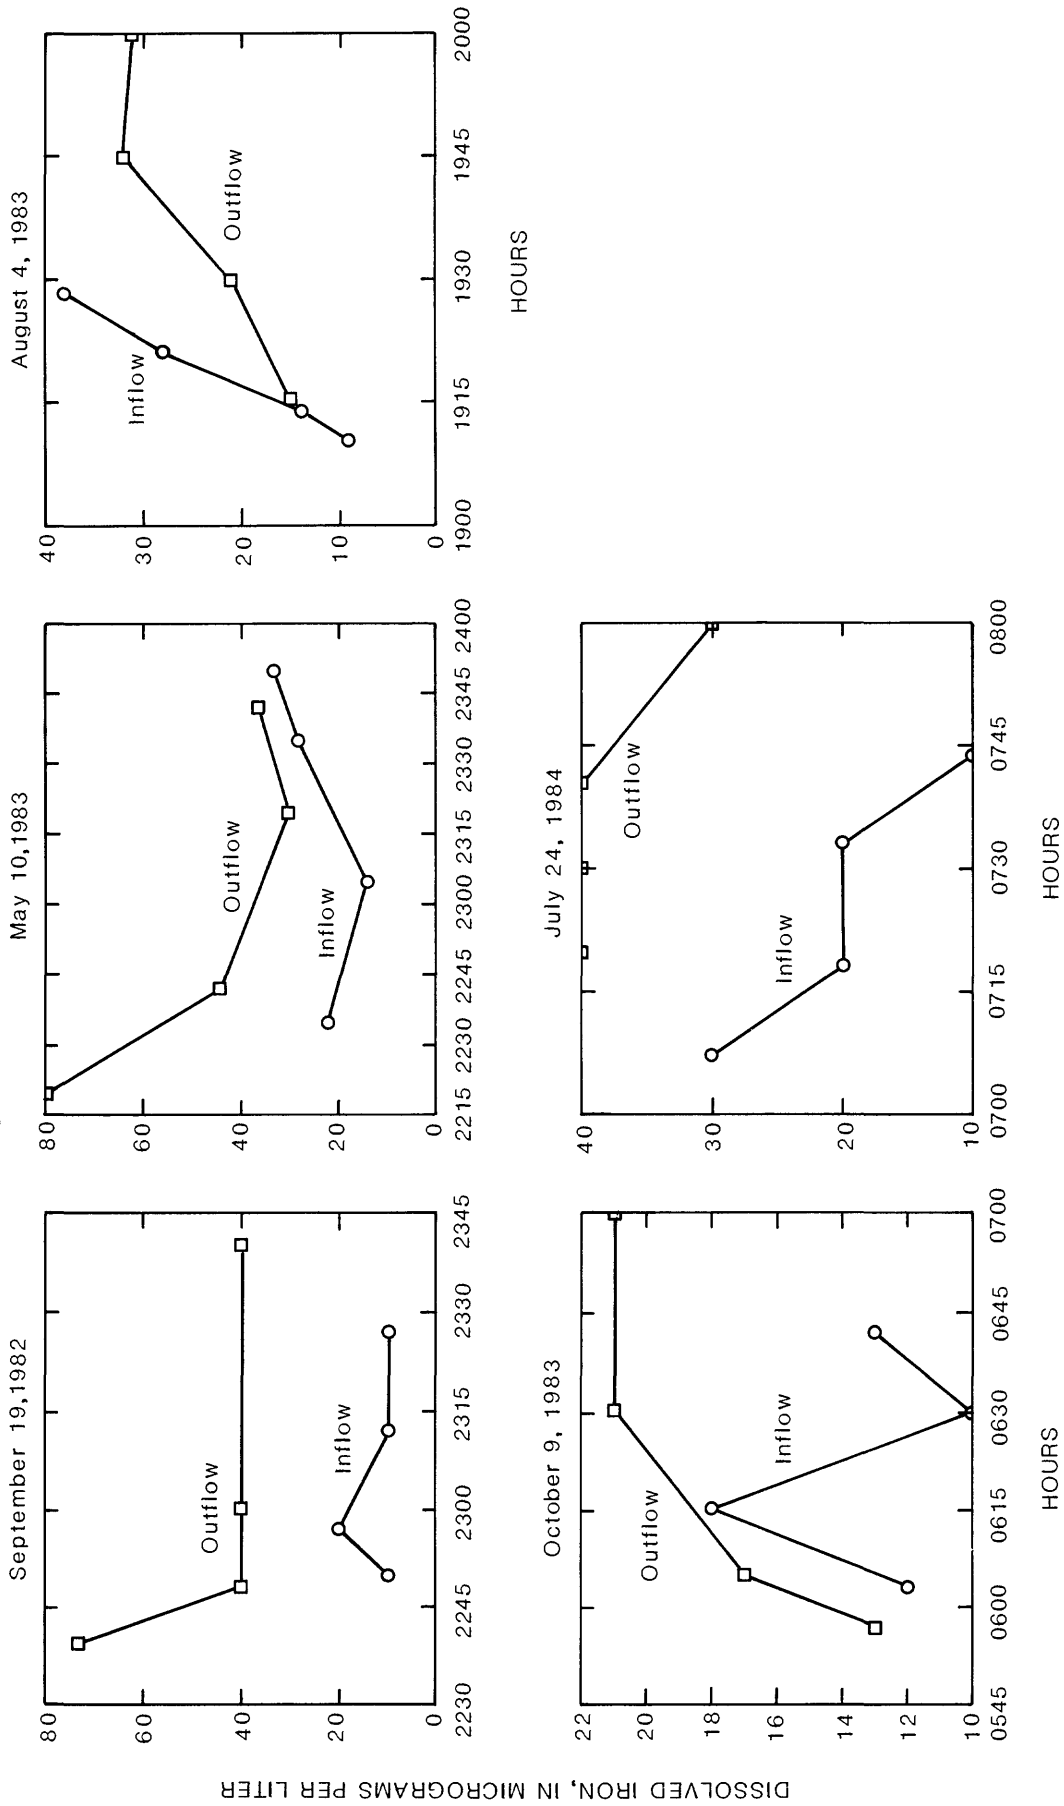 DISSOLVED IRON, IN MICROGRAMS PER LITER
September 19,1982
80
60
40
20
0
Outflow
Inflow
2230
2245
2300
2315
2330
2345
May 10,1983
80
60
40
20
0
Outflow
Inflow
2215
2230
2245
2300
2315
2330
2345
2400
August 4, 1983
40
30
20
10
0
Inflow
Outflow
1900
1915
1930
1945
2000
HOURS
October 9, 1983
22
20
18
16
14
12
10
Outflow
Inflow
0545
0600
0615
0630
0645
0700
HOURS
July 24, 1984
40
30
20
10
Outflow
Inflow
0700
0715
0730
0745
0800
HOURS